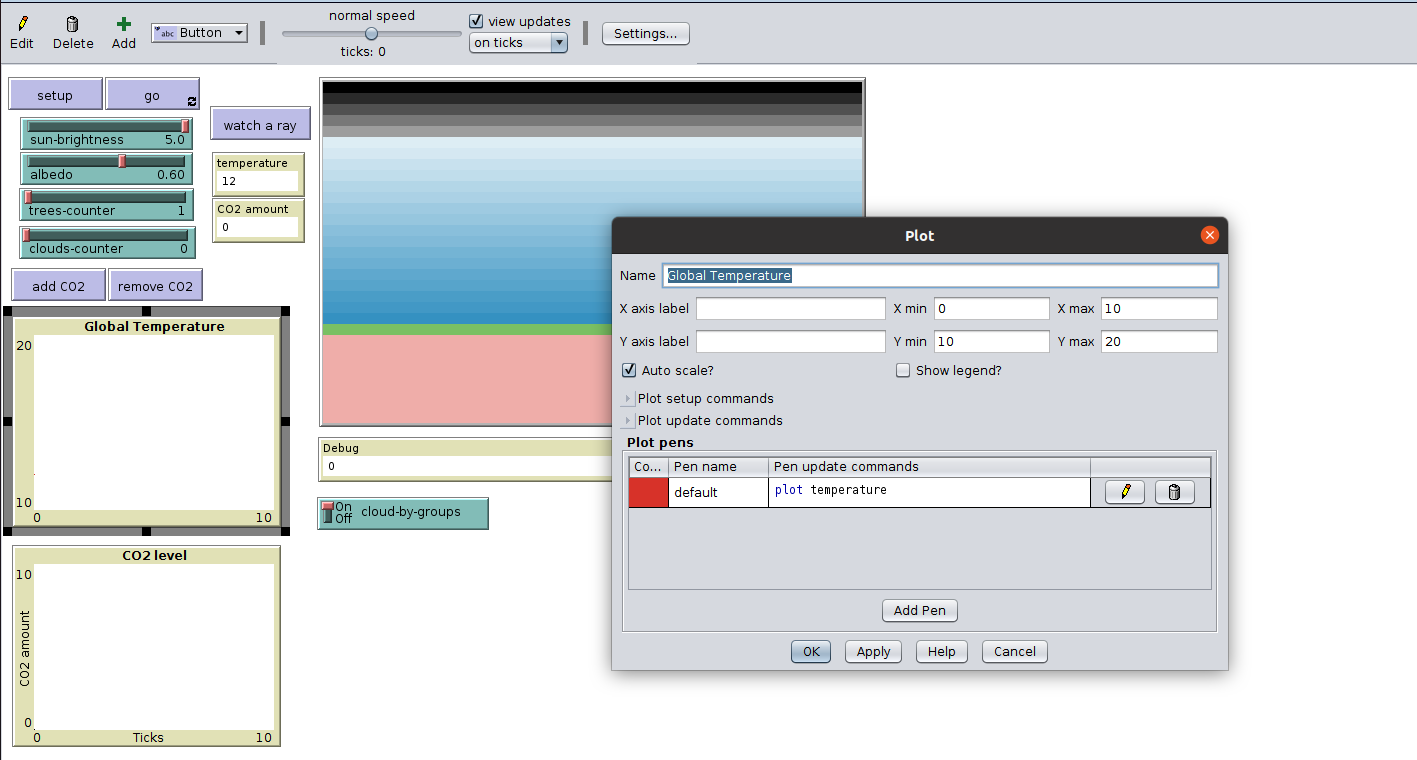 normal speed
view updates
Edit
Delete
Add
abc Button
on ticks
Settings...
ticks: 0
setup
go
watch a ray
sun-brightness 5.0
albedo 0.60
trees-counter 1
clouds-counter 0
temperature
12
CO2 amount
0
add CO2
remove CO2
Global Temperature
20
10
0
10
CO2 level
10
CO2 amount
0
0
Ticks
10
Debug
0
On
Off
cloud-by-groups
Plot
Name Global Temperature
X axis label
X min 0
X max 10
Y axis label
Y min 10
Y max 20
Auto scale?
Show legend?
Plot setup commands
Plot update commands
Plot pens
Co... Pen name Pen update commands
default plot temperature
Add Pen
OK Apply Help Cancel